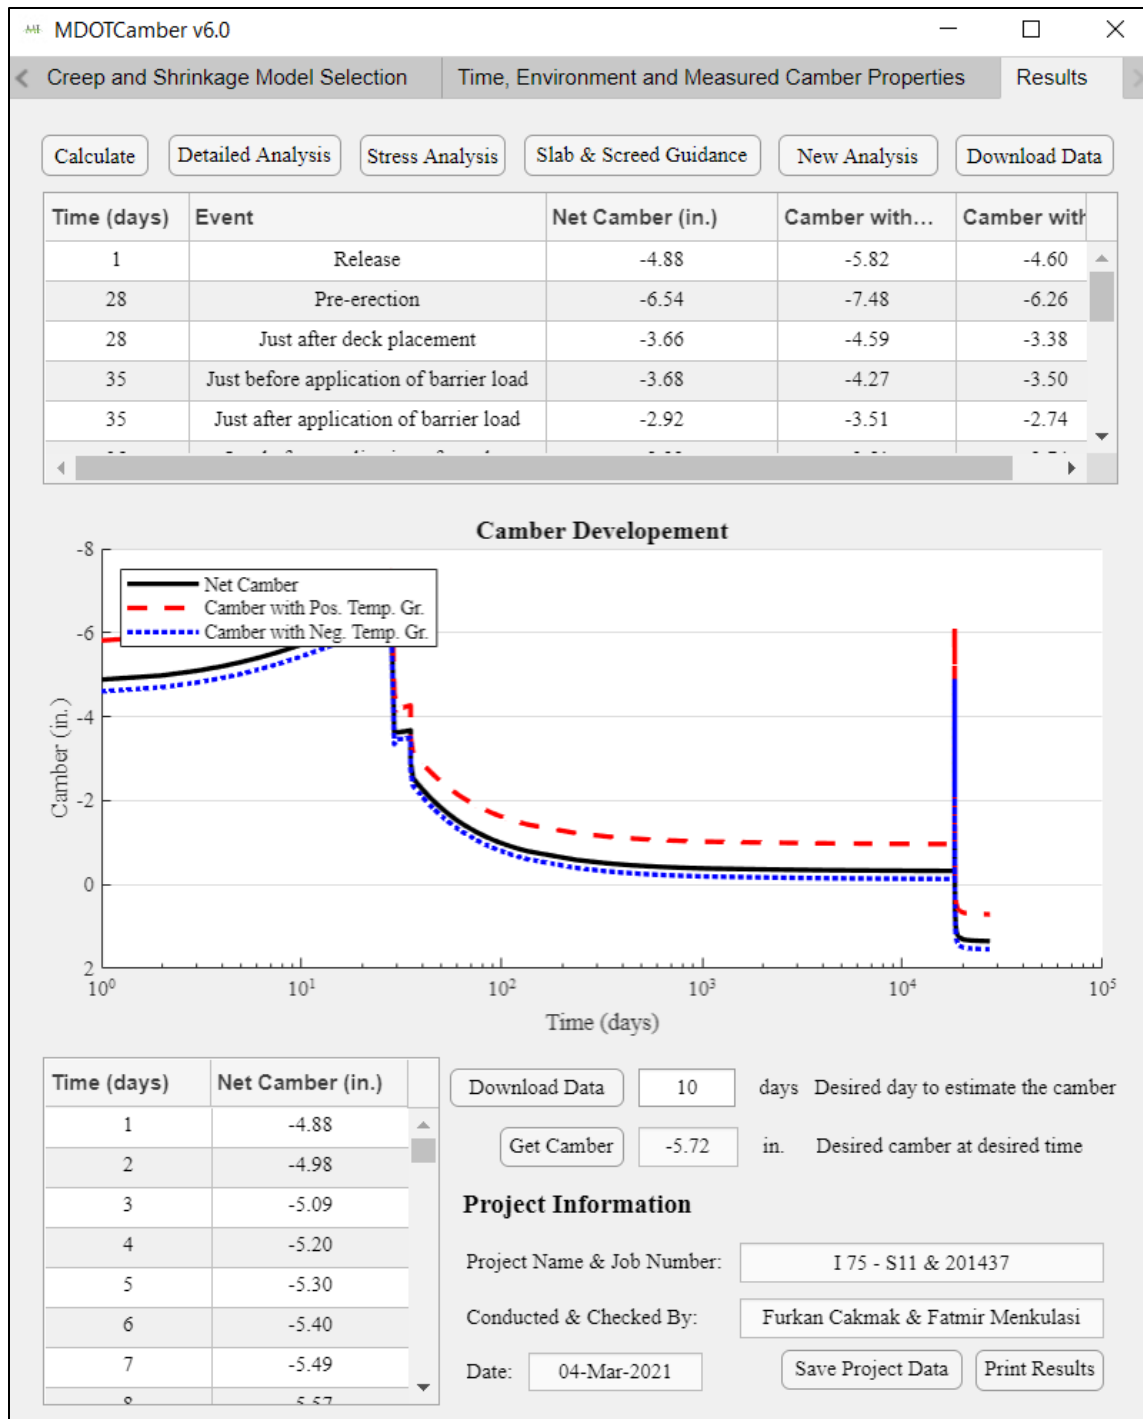 MDOTCamber v6.0
Creep and Shrinkage Model Selection Time, Environment and Measured Camber Properties Results
Calculate Detailed Analysis Stress Analysis Slab & Screed Guidance New Analysis Download Data
Time (days) Event Net Camber (in.) Camber with... Camber with
1 Release -4.88 -5.82 -4.60
28 Pre-erection -6.54 -7.48 -6.26
28 Just after deck placement -3.66 -4.59 -3.38
35 Just before application of barrier load -3.68 -4.27 -3.50
35 Just after application of barrier load -2.92 -3.51 -2.74
Camber Developement
Net Camber
Camber with Pos. Temp. Gr.
Camber with Neg. Temp. Gr.
-8
-6
-4
-2
0
2
Camber (in.)
10⁰ 10¹ 10² 10³ 10⁴ 10⁵
Time (days)
Time (days) Net Camber (in.)
1 -4.88
2 -4.98
3 -5.09
4 -5.20
5 -5.30
6 -5.40
7 -5.49
8 -5.57
Download Data 10 days Desired day to estimate the camber
Get Camber -5.72 in. Desired camber at desired time
Project Information
Project Name & Job Number: I 75 - S11 & 201437
Conducted & Checked By: Furkan Cakmak & Fatmir Menkulasi
Date: 04-Mar-2021 Save Project Data Print Results